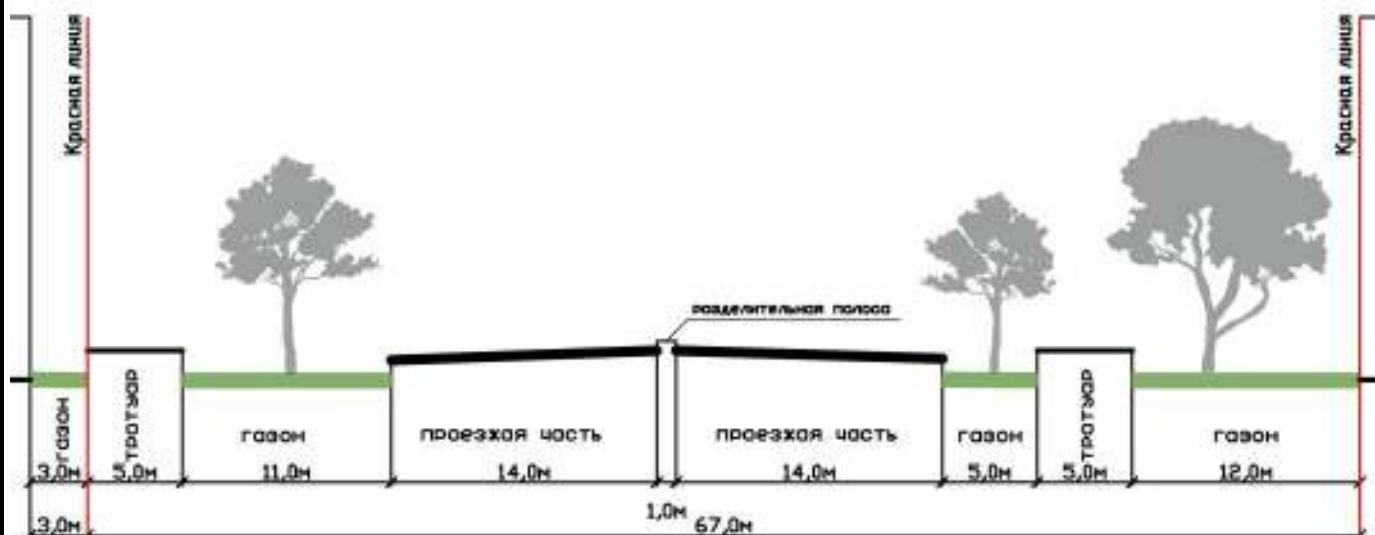 Красная линия
Красная линия
разделительная полоса
газон
тротуар
газон
проезжая часть
проезжая часть
газон
тротуар
газон
3,0м
5,0м
11,0м
14,0м
14,0м
5,0м
5,0м
12,0м
1,0м
3,0м
67,0м